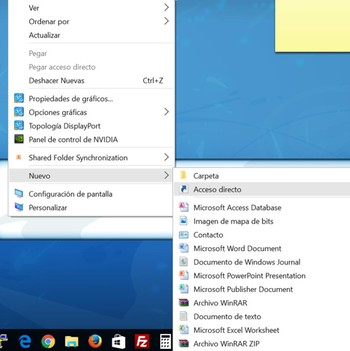 Ver
Ordenar por
Actualizar
Pegar
Pegar acceso directo
Deshacer Nuevas Ctrl+Z
Propiedades de gráficos...
Opciones gráficas
Topología DisplayPort
Panel de control de NVIDIA
Shared Folder Synchronization
Nuevo
Configuración de pantalla
Personalizar
Carpeta
Acceso directo
Microsoft Access Database
Imagen de mapa de bits
Contacto
Microsoft Word Document
Documento de Windows Journal
Microsoft PowerPoint Presentation
Microsoft Publisher Document
Archivo WinRAR
Documento de texto
Microsoft Excel Worksheet
Archivo WinRAR ZIP